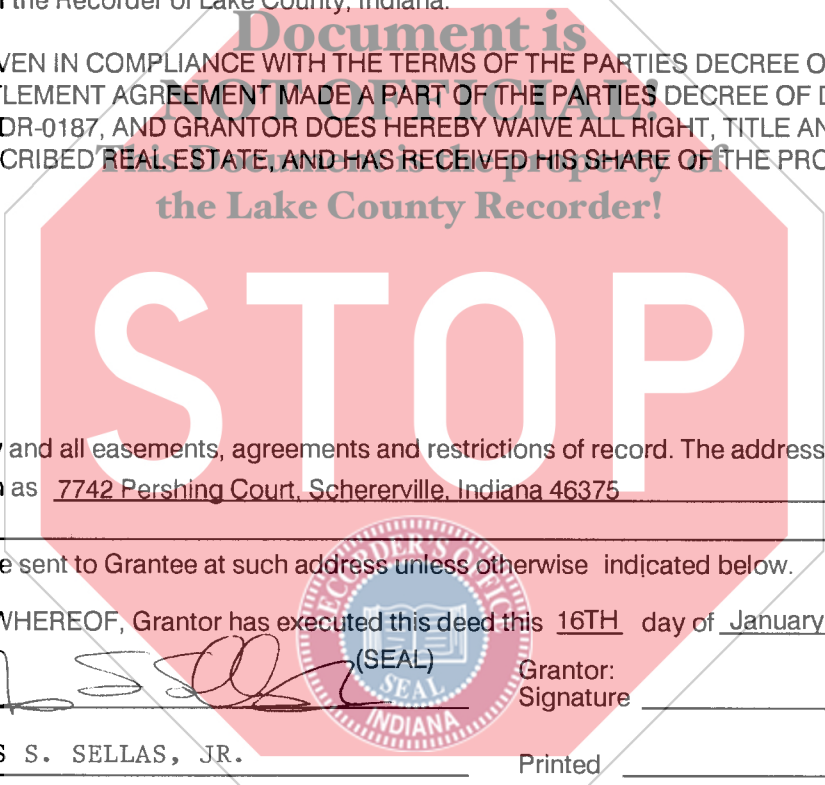 the Recorder of Lake County, Indiana.
Document is
VEN IN COMPLIANCE WITH THE TERMS OF THE PARTIES DECREE O
NOT OFFICIAL!
TLEMENT AGREEMENT MADE A PART OF THE PARTIES DECREE OF D
DR-0187, AND GRANTOR DOES HEREBY WAIVE ALL RIGHT, TITLE AN
This Document is the property of
CRIBED REAL ESTATE, AND HAS RECEIVED HIS SHARE OF THE PRO
the Lake County Recorder!
STOP
and all easements, agreements and restrictions of record. The address
as 7742 Pershing Court, Schererville, Indiana 46375
e sent to Grantee at such address unless otherwise indicated below.
WHEREOF, Grantor has executed this deed this 16TH day of January
RECORDER'S OFFICE
SEAL
INDIANA
(SEAL)
Grantor:
Signature
S S. SELLAS, JR.
Printed